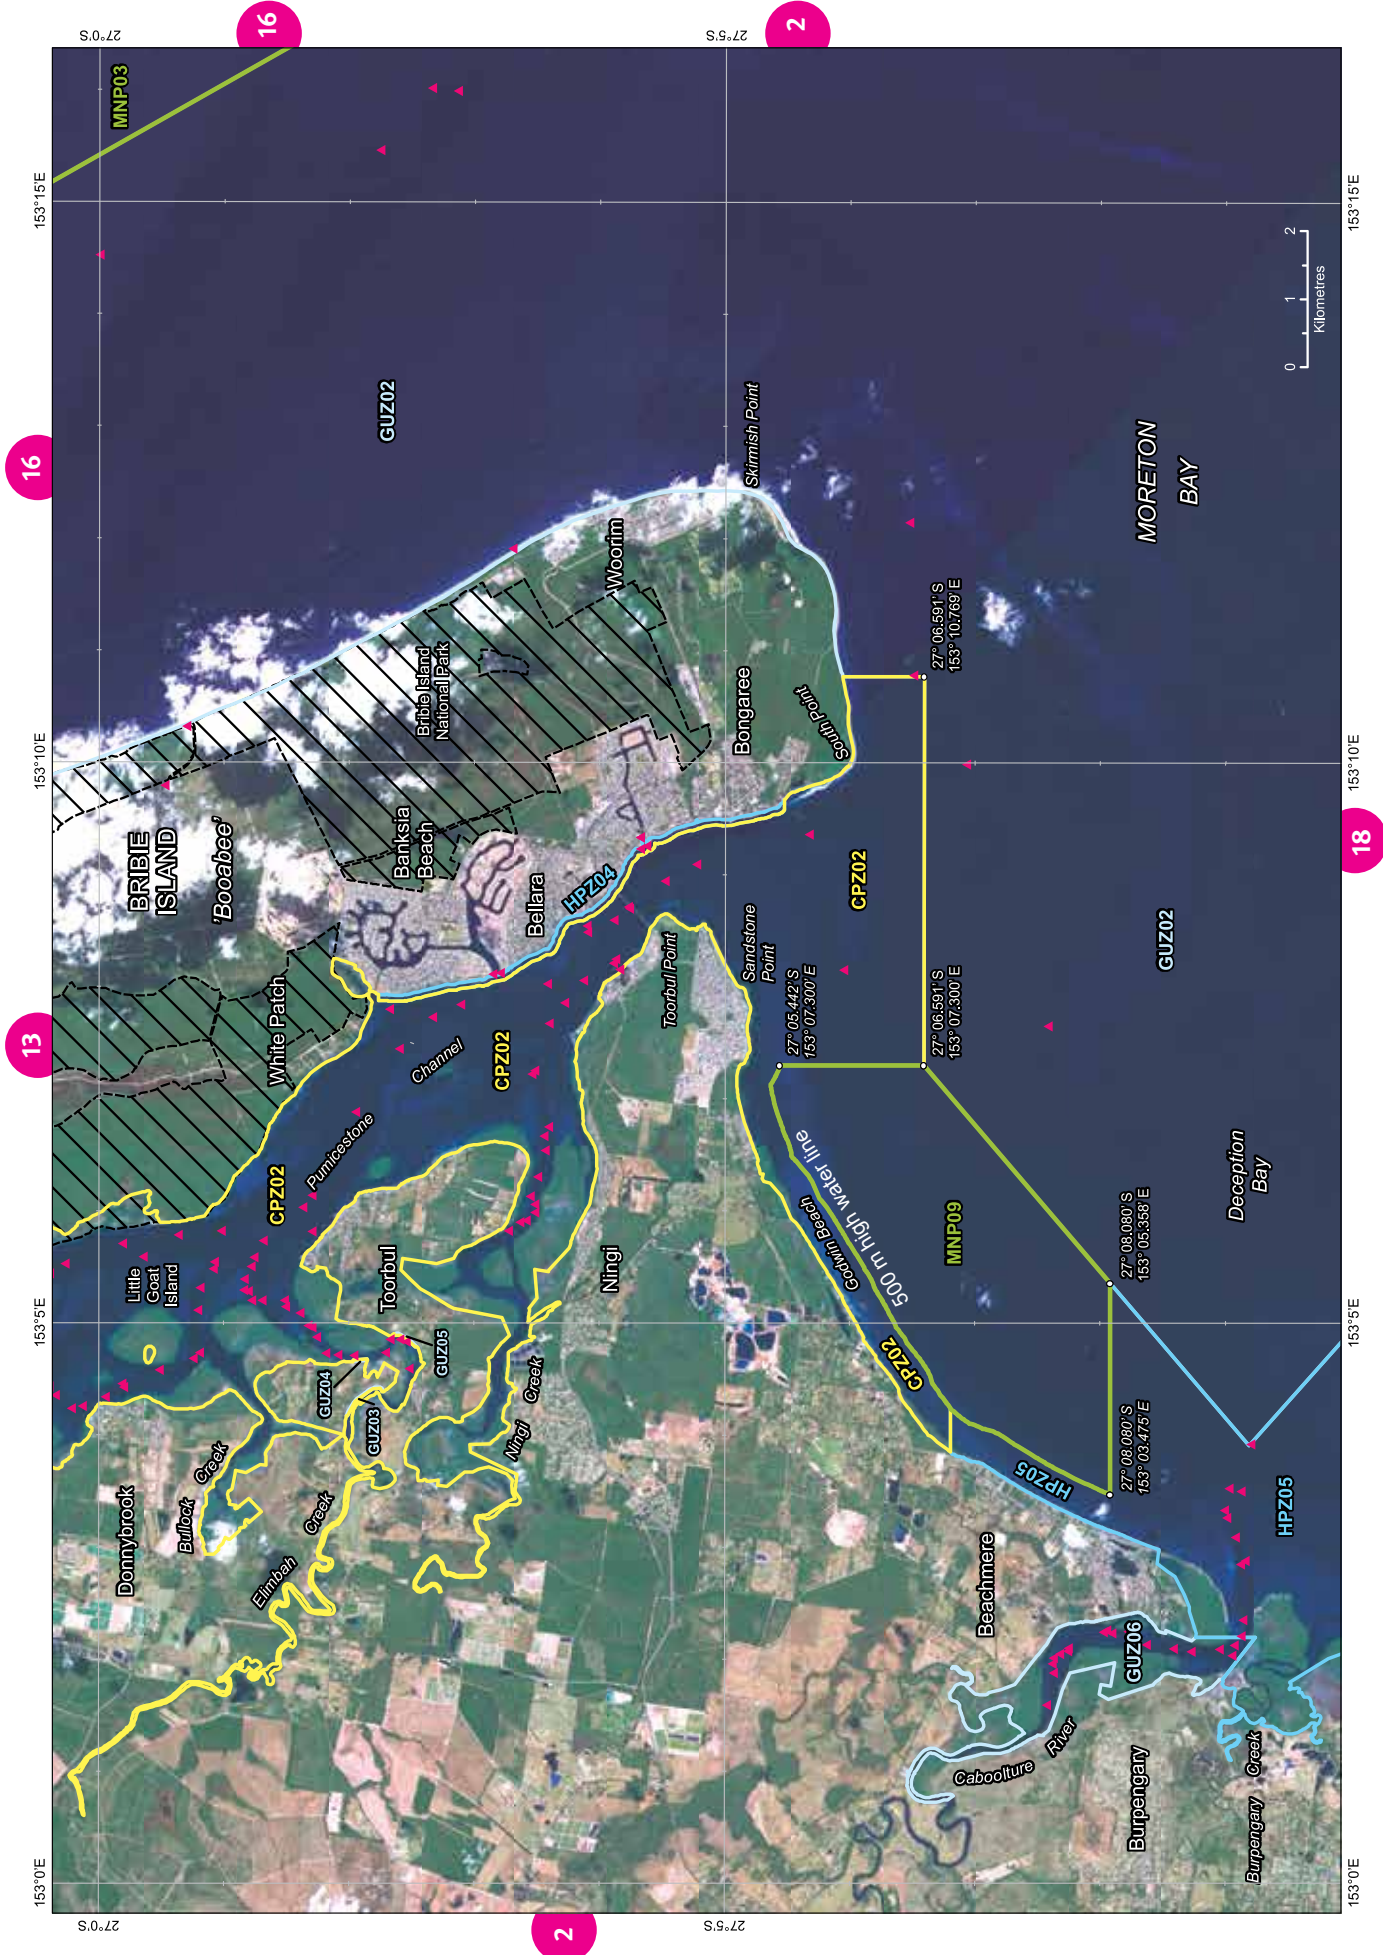 16
2
27°0'S
27°5'S
MNP03
153°15'E
153°15'E
0 1 2
Kilometres
GUZ02
16
Skirmish Point
MORETON
BAY
Woorim
27° 06.591' S
153° 10.769' E
Bribie Island
National Park
Bongaree
South Point
153°10'E
153°10'E
BRIBIE
ISLAND
'Booabee'
Banksia
Beach
Bellara
HPZ04
CPZ02
18
GUZ02
Sandstone
Point
Toorbul Point
13
White Patch
Channel
CPZ02
27° 05.442' S
153° 07.300' E
27° 06.591' S
153° 07.300' E
Pumicestone
CPZ02
500 m high water line
Godwin Beach
MNP09
Deception
Bay
27° 08.080' S
153° 05.358' E
Little
Goat
Island
Toorbul
Ningi
153°5'E
153°5'E
GUZ05
GUZ04
GUZ03
CPZ02
Ningi Creek
27° 08.080' S
153° 03.475' E
HPZ05
HPZ05
Donnybrook
Bullock Creek
Elimbah Creek
Beachmere
GUZ06
Caboolture River
Burpengary
Burpengary Creek
153°0'E
153°0'E
27°0'S
27°5'S
2